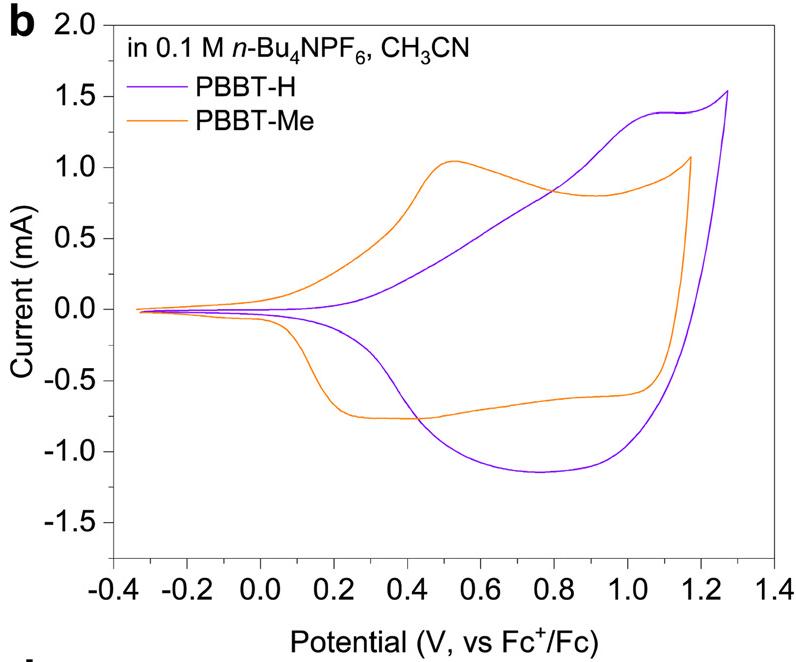 b
in 0.1 M n-Bu₄NPF₆, CH₃CN
PBBT-H
PBBT-Me
Current (mA)
2.0
1.5
1.0
0.5
0.0
-0.5
-1.0
-1.5
-0.4 -0.2 0.0 0.2 0.4 0.6 0.8 1.0 1.2 1.4
Potential (V, vs Fc⁺/Fc)